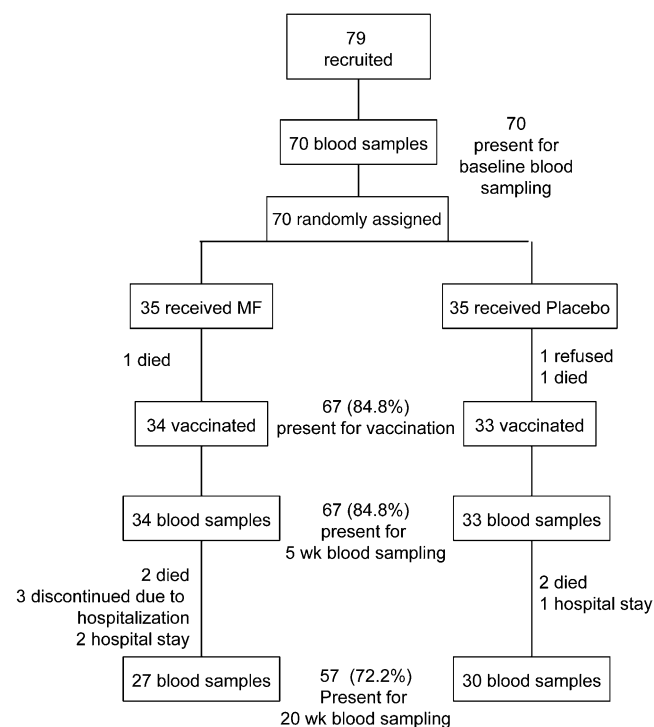 79
recruited
70 blood samples
70
present for
baseline blood
sampling
70 randomly assigned
35 received MF
35 received Placebo
1 died
1 refused
1 died
34 vaccinated
67 (84.8%)
present for vaccination
33 vaccinated
34 blood samples
67 (84.8%)
present for
5 wk blood sampling
33 blood samples
2 died
3 discontinued due to
hospitalization
2 hospital stay
2 died
1 hospital stay
27 blood samples
57 (72.2%)
Present for
20 wk blood sampling
30 blood samples